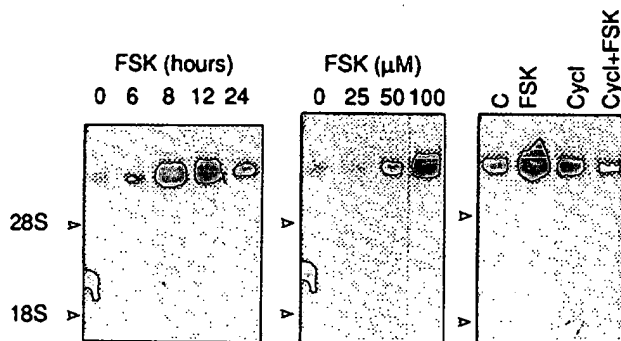 FSK (hours)
0 6 8 12 24
28S
18S
FSK (µM)
0 25 50 100
C
FSK
Cycl
Cycl+FSK